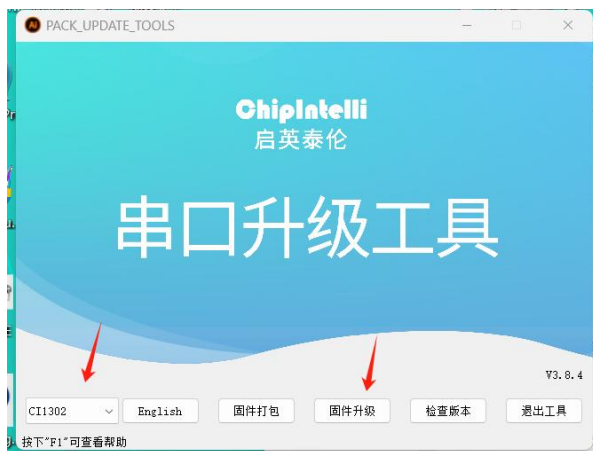 PACK_UPDATE_TOOLS
ChipIntelli
启英泰伦
串口升级工具
V3.8.4
CI1302 English 固件打包 固件升级 检查版本 退出工具
按下"F1"可查看帮助